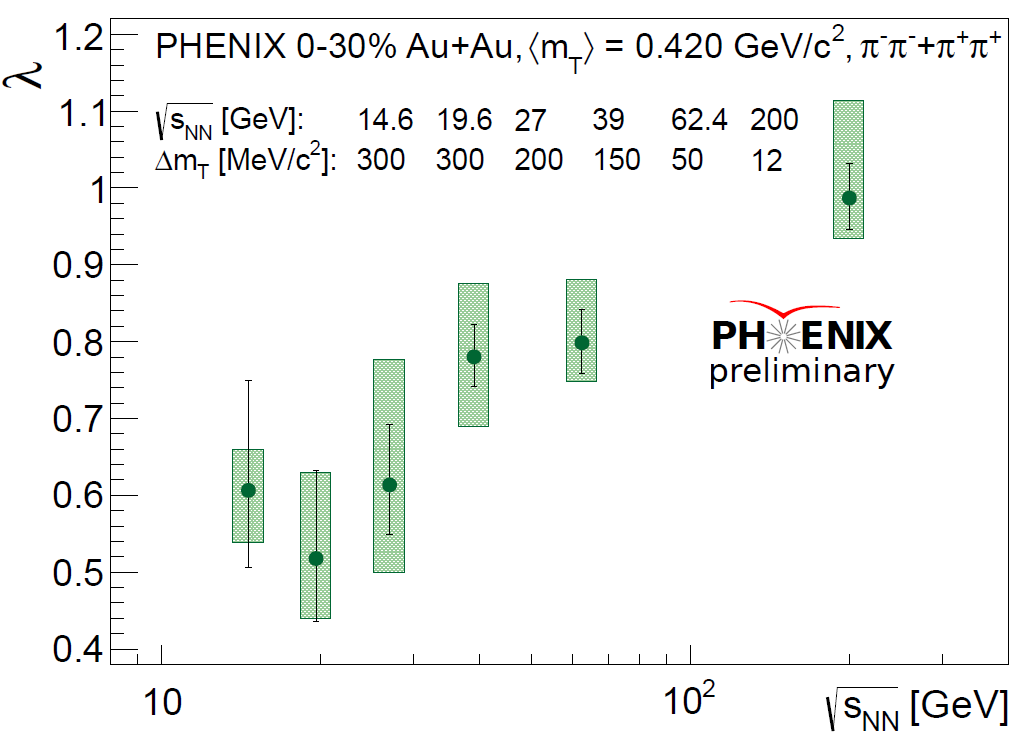 PHENIX 0-30% Au+Au, ⟨m_T⟩ = 0.420 GeV/c², π⁻π⁻+π⁺π⁺
√s_NN [GeV]: 14.6 19.6 27 39 62.4 200
Δm_T [MeV/c²]: 300 300 200 150 50 12
λ
1.2
1.1
1
0.9
0.8
0.7
0.6
0.5
0.4
PHENIX
preliminary
10 10²
√s_NN [GeV]